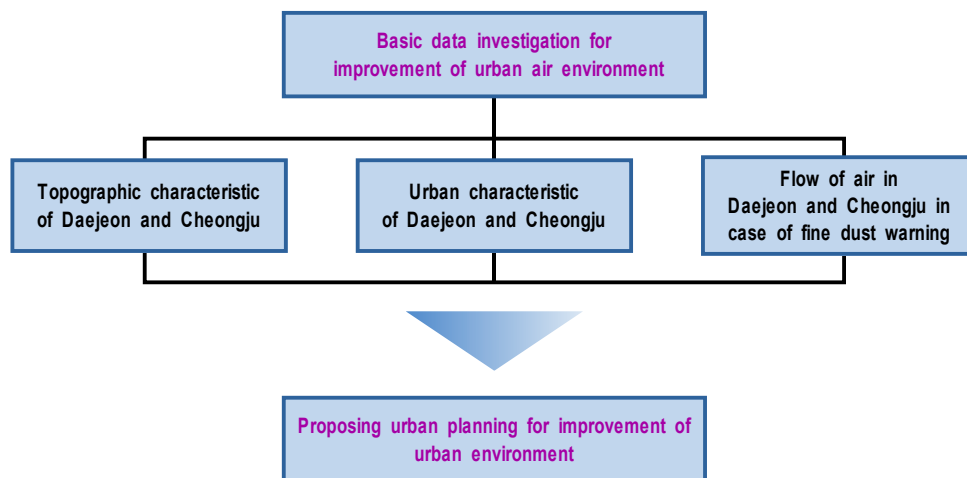 Basic data investigation for
improvement of urban air environment
Topographic characteristic
of Daejeon and Cheongju
Urban characteristic
of Daejeon and Cheongju
Flow of air in
Daejeon and Cheongju in
case of fine dust warning
Proposing urban planning for improvement of
urban environment